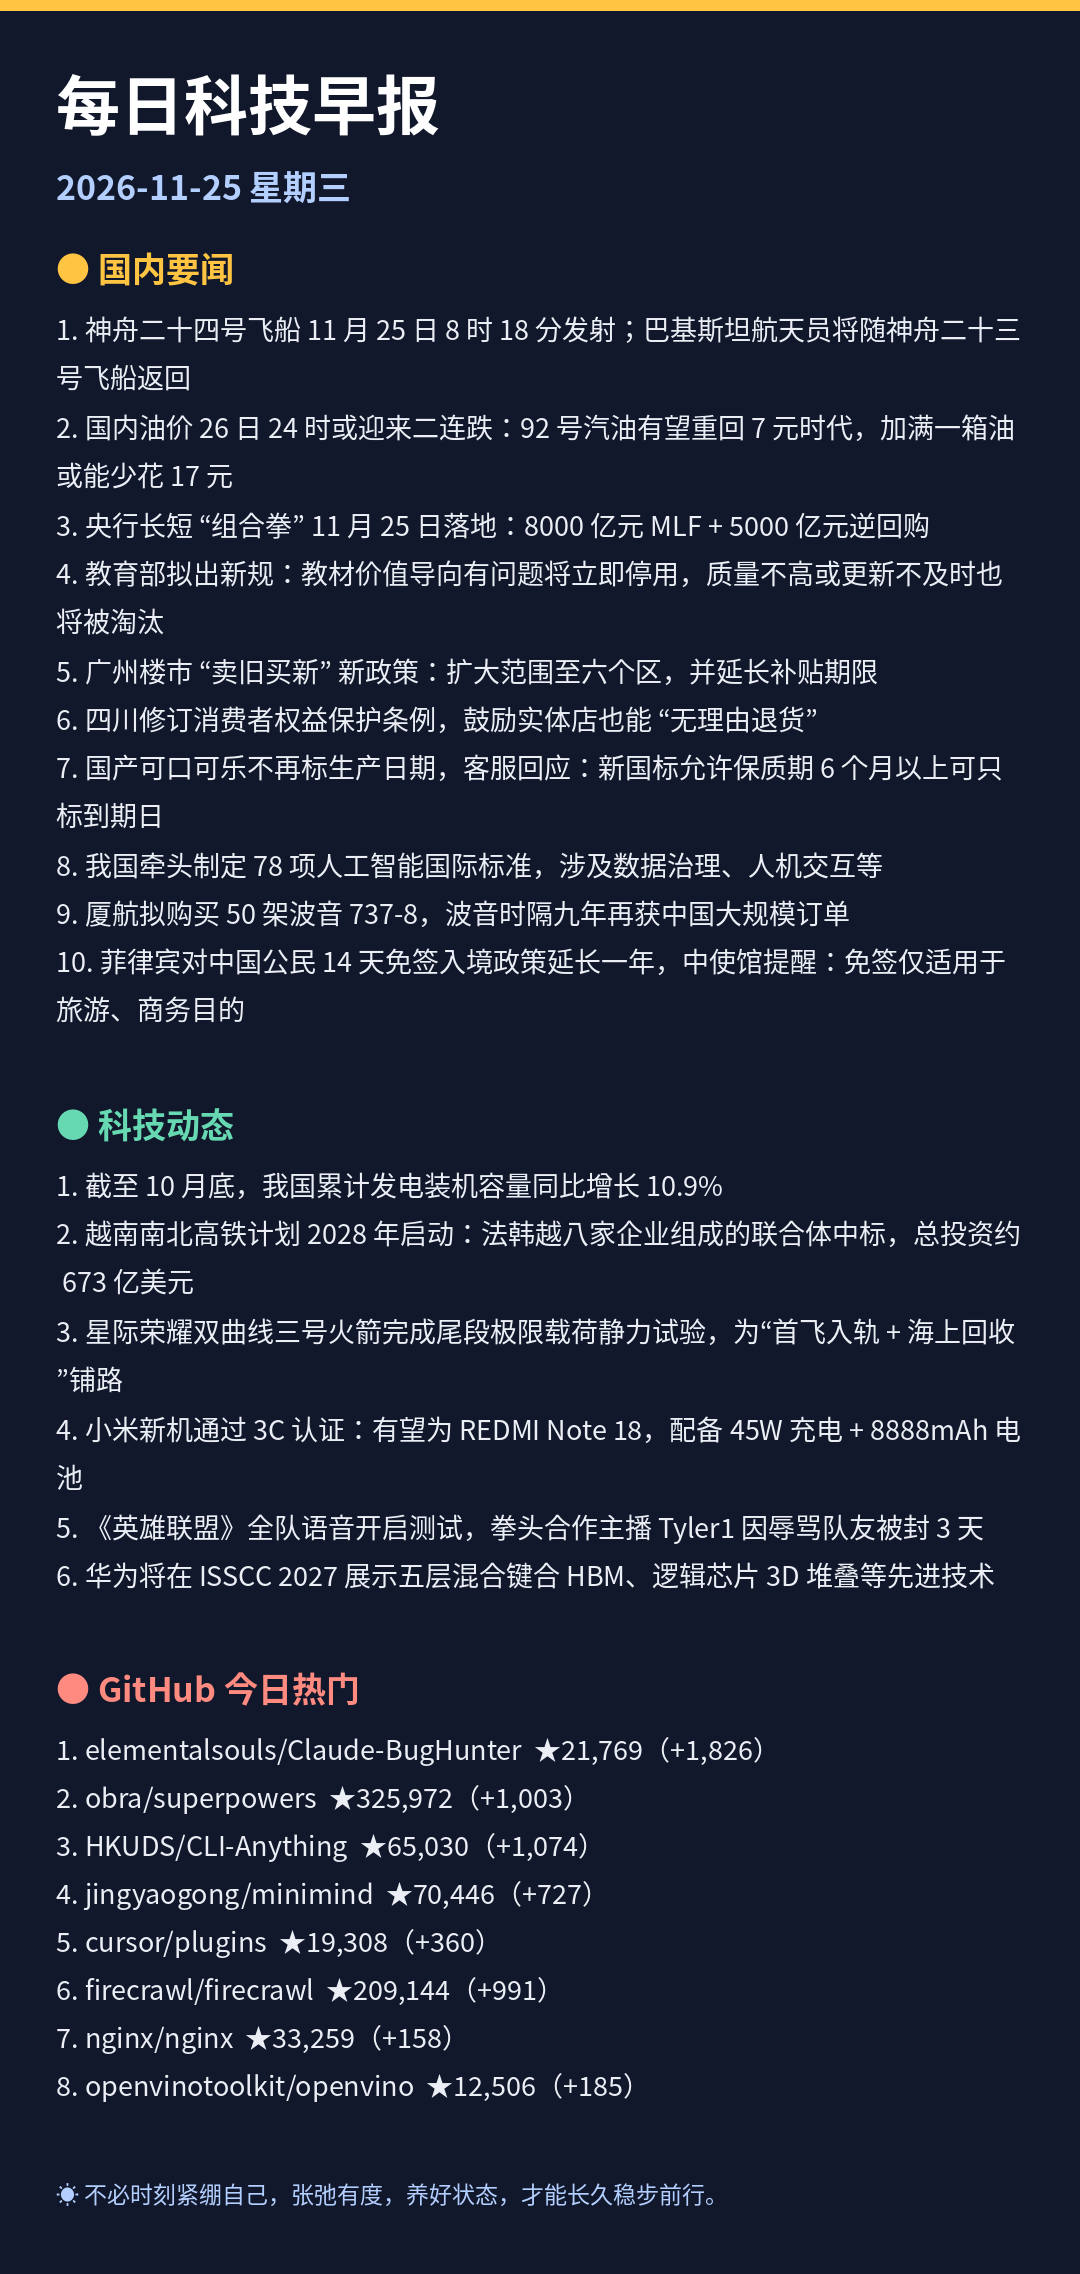 每日科技早报
2026-11-25 星期三
国内要闻
1. 神舟二十四号飞船 11 月 25 日 8 时 18 分发射；巴基斯坦航天员将随神舟二十三
号飞船返回
2. 国内油价 26 日 24 时或迎来二连跌：92 号汽油有望重回 7 元时代，加满一箱油
或能少花 17 元
3. 央行长短 “组合拳” 11 月 25 日落地：8000 亿元 MLF + 5000 亿元逆回购
4. 教育部拟出新规：教材价值导向有问题将立即停用，质量不高或更新不及时也
将被淘汰
5. 广州楼市 “卖旧买新” 新政策：扩大范围至六个区，并延长补贴期限
6. 四川修订消费者权益保护条例，鼓励实体店也能 “无理由退货”
7. 国产可口可乐不再标生产日期，客服回应：新国标允许保质期 6 个月以上可只
标到期日
8. 我国牵头制定 78 项人工智能国际标准，涉及数据治理、人机交互等
9. 厦航拟购买 50 架波音 737-8，波音时隔九年再获中国大规模订单
10. 菲律宾对中国公民 14 天免签入境政策延长一年，中使馆提醒：免签仅适用于
旅游、商务目的
科技动态
1. 截至 10 月底，我国累计发电装机容量同比增长 10.9%
2. 越南南北高铁计划 2028 年启动：法韩越八家企业组成的联合体中标，总投资约
673 亿美元
3. 星际荣耀双曲线三号火箭完成尾段极限载荷静力试验，为“首飞入轨 + 海上回收
”铺路
4. 小米新机通过 3C 认证：有望为 REDMI Note 18，配备 45W 充电 + 8888mAh 电
池
5. 《英雄联盟》全队语音开启测试，拳头合作主播 Tyler1 因辱骂队友被封 3 天
6. 华为将在 ISSCC 2027 展示五层混合键合 HBM、逻辑芯片 3D 堆叠等先进技术
GitHub 今日热门
1. elementalsouls/Claude-BugHunter ★21,769（+1,826）
2. obra/superpowers ★325,972（+1,003）
3. HKUDS/CLI-Anything ★65,030（+1,074）
4. jingyaogong/minimind ★70,446（+727）
5. cursor/plugins ★19,308（+360）
6. firecrawl/firecrawl ★209,144（+991）
7. nginx/nginx ★33,259（+158）
8. openvinotoolkit/openvino ★12,506（+185）
☀ 不必时刻紧绷自己，张弛有度，养好状态，才能长久稳步前行。